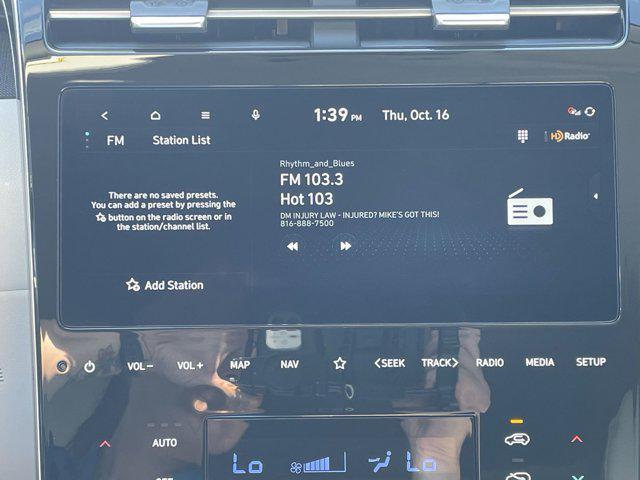 1:39 PM Thu, Oct. 16
FM Station List
HD Radio
Rhythm_and_Blues
FM 103.3
Hot 103
DM INJURY LAW - INJURED? MIKE'S GOT THIS!
816-888-7500
There are no saved presets.
You can add a preset by pressing the
button on the radio screen or in
the station/channel list.
Add Station
VOL− VOL+ MAP NAV <SEEK TRACK> RADIO MEDIA SETUP
AUTO
Lo Lo